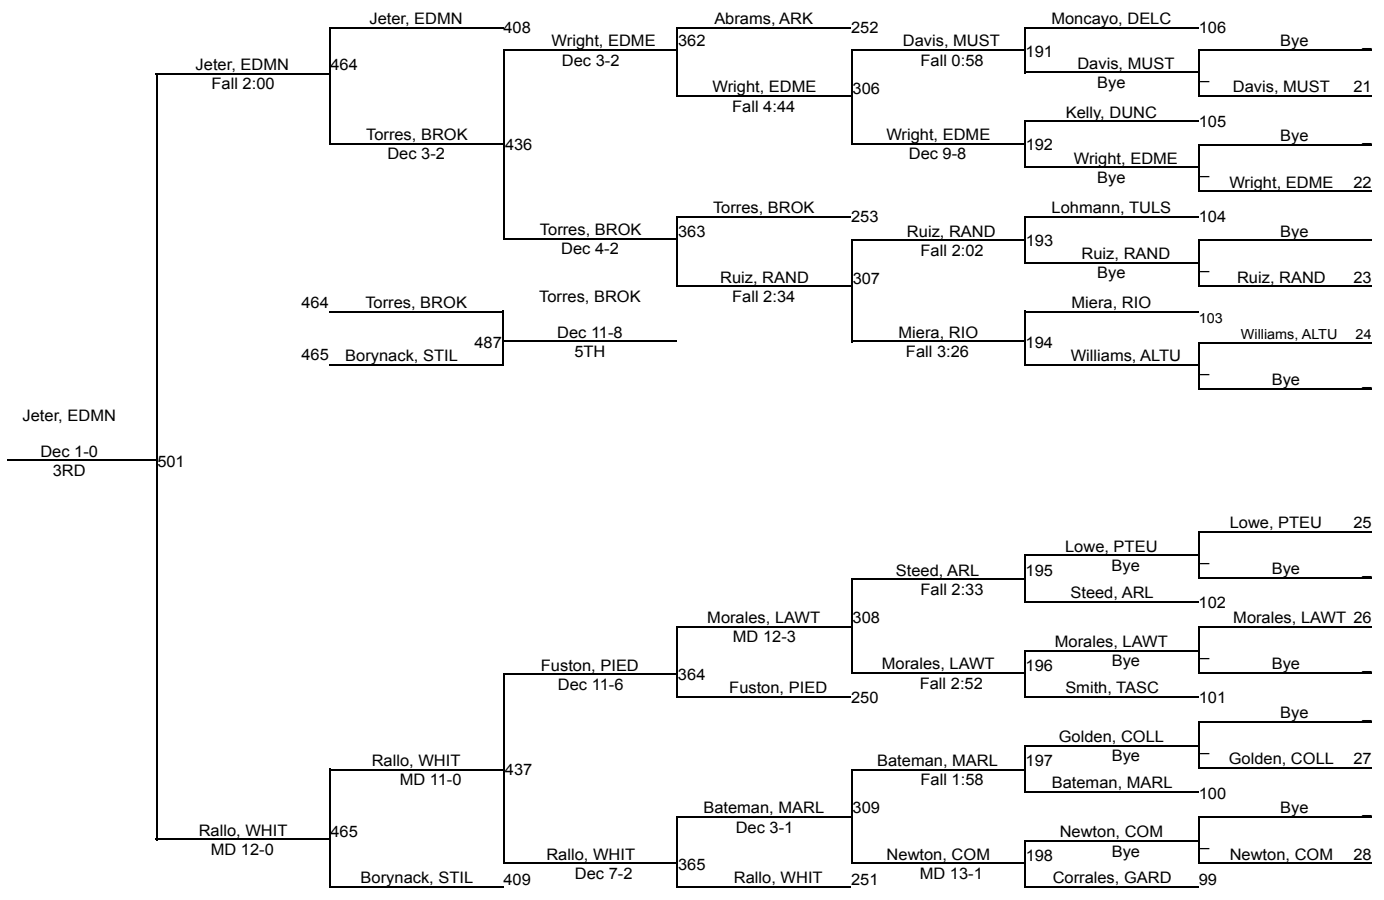 Jeter, EDMN 408 Abrams, ARK 252 Moncayo, DELC 106
Wright, EDME 362 Davis, MUST 191 Bye _
Jeter, EDMN 464 Dec 3-2 Fall 0:58 Davis, MUST
Fall 2:00 Wright, EDME 306 Bye _ Davis, MUST 21
Fall 4:44 Kelly, DUNC 105
Torres, BROK 436 Wright, EDME 192 Bye _
Dec 3-2 Dec 9-8 Wright, EDME
Bye _ Wright, EDME 22
Torres, BROK 253 Lohmann, TULS 104
Torres, BROK 363 Ruiz, RAND 193 Bye _
Dec 4-2 Fall 2:02 Ruiz, RAND
Ruiz, RAND 307 Bye _ Ruiz, RAND 23
464 Torres, BROK Torres, BROK Fall 2:34 Miera, RIO 103
487 Dec 11-8 Miera, RIO 194 Williams, ALTU 24
465 Borynack, STIL 5TH Fall 3:26 Williams, ALTU _
Bye _
Jeter, EDMN
Dec 1-0 501
3RD
Lowe, PTEU 25
Lowe, PTEU _
Steed, ARL 195 Bye Bye _
Fall 2:33 Steed, ARL 102
Morales, LAWT 308 Morales, LAWT 26
MD 12-3 Morales, LAWT _
Fuston, PIED 364 Morales, LAWT 196 Bye Bye _
Dec 11-6 Fuston, PIED 250 Fall 2:52 Smith, TASC 101
Bye _
Rallo, WHIT 437 Golden, COLL _
MD 11-0 Bateman, MARL 197 Bye Golden, COLL 27
Fall 1:58 Bateman, MARL 100
Bateman, MARL 309 Bye _
Rallo, WHIT 465 Dec 3-1 Newton, COM _
MD 12-0 Rallo, WHIT 365 Newton, COM 198 Bye Newton, COM 28
Borynack, STIL 409 Dec 7-2 Rallo, WHIT 251 MD 13-1 Corrales, GARD 99